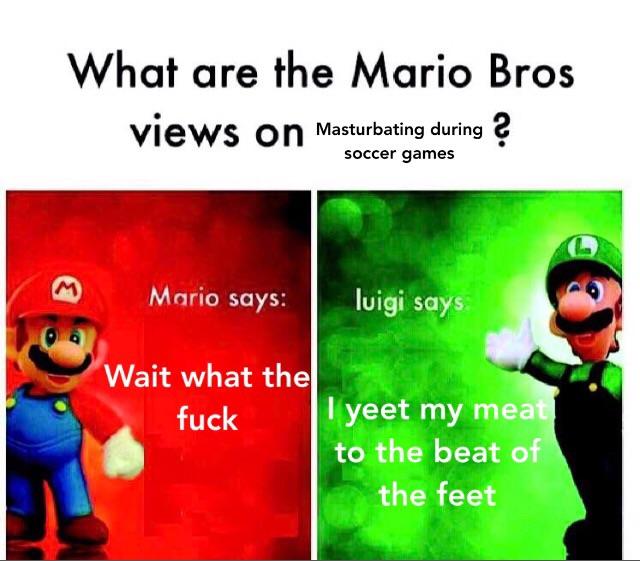 What are the Mario Bros
views on Masturbating during ?
soccer games
M
L
Mario says:
luigi says:
Wait what the
fuck
I yeet my meat
to the beat of
the feet